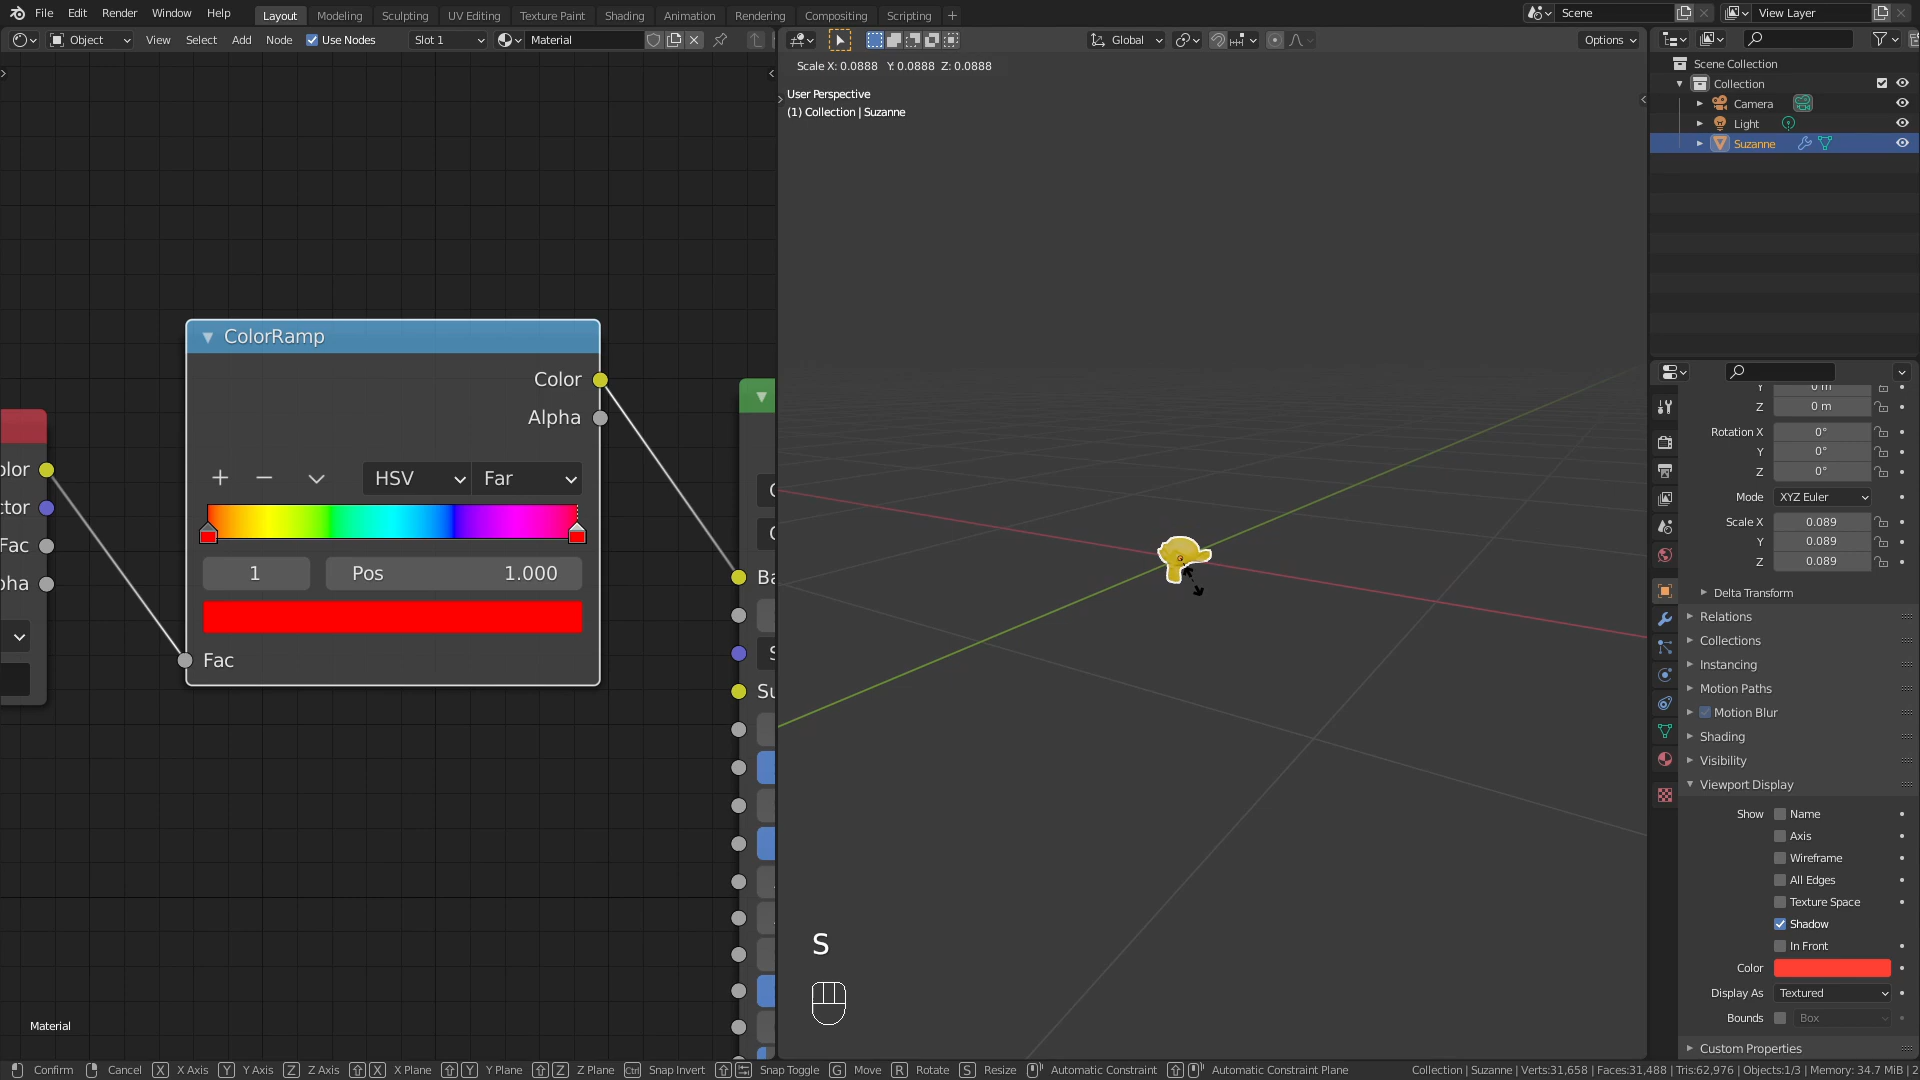 File Edit Render Window Help Layout Modeling Sculpting UV Editing Texture Paint Shading Animation Rendering Compositing Scripting + Scene View Layer
Object View Select Add Node Use Nodes Slot 1 Material Global Options
Scale X: 0.0888 Y: 0.0888 Z: 0.0888
User Perspective
(1) Collection | Suzanne
Scene Collection
Collection
Camera
Light
Suzanne
ColorRamp
Color
Alpha
HSV Far
1 Pos 1.000
Fac
Fac
S
Material
Y 0 m
Z 0 m
Rotation X 0°
Y 0°
Z 0°
Mode XYZ Euler
Scale X 0.089
Y 0.089
Z 0.089
Delta Transform
Relations
Collections
Instancing
Motion Paths
Motion Blur
Shading
Visibility
Viewport Display
Show Name
Axis
Wireframe
All Edges
Texture Space
Shadow
In Front
Color
Display As Textured
Bounds Box
Custom Properties
Confirm Cancel X X Axis Y Y Axis Z Z Axis X X Plane Y Y Plane Z Z Plane Ctrl Snap Invert Snap Toggle G Move R Rotate S Resize Automatic Constraint Automatic Constraint Plane Collection | Suzanne | Verts:31,658 | Faces:31,488 | Tris:62,976 | Objects:1/3 | Memory: 34.7 MiB | 2